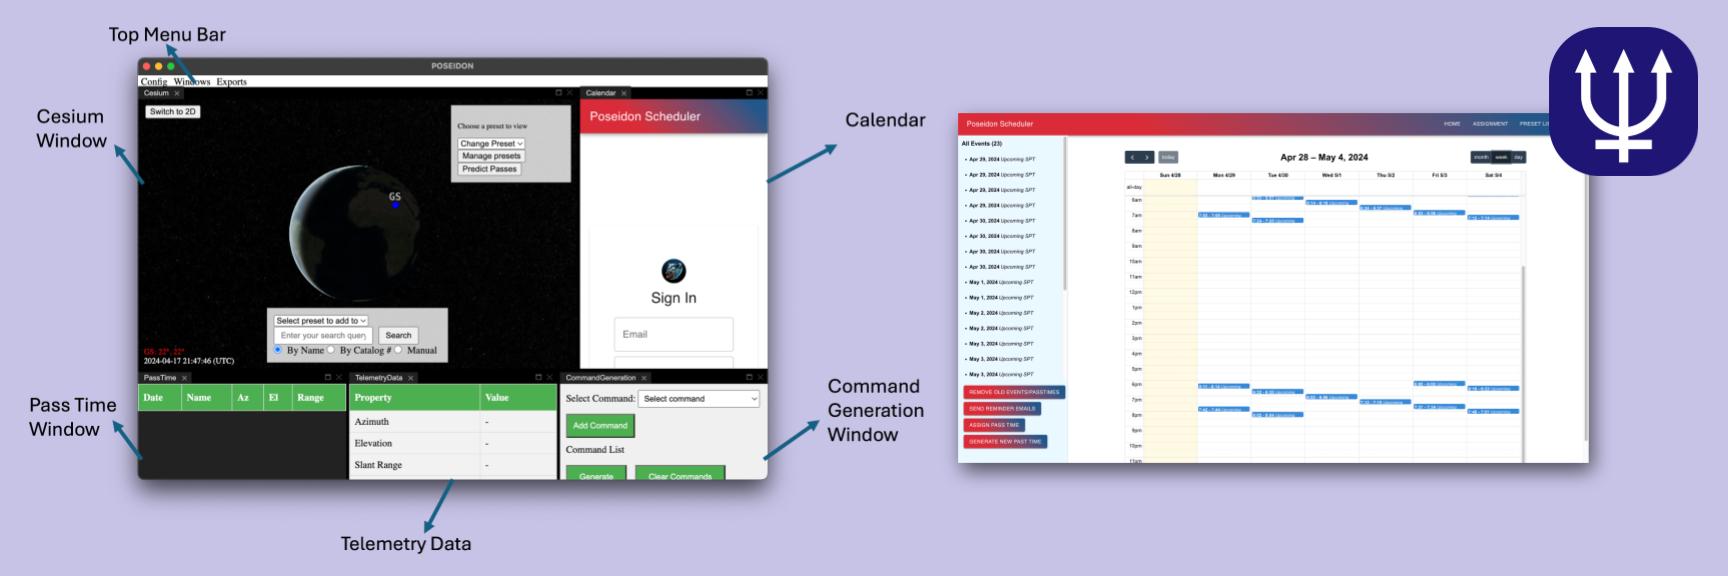 Top Menu Bar
Cesium
Window
Pass Time
Window
Telemetry Data
Calendar
Command
Generation
Window
POSEIDON
Config Windows Exports
Cesium
Switch to 2D
Choose a preset to view
Change Preset
Manage presets
Predict Passes
GS
Select preset to add to
Enter your search query
Search
By Name By Catalog # Manual
GS: 22°, 22°
2024-04-17 21:47:46 (UTC)
Calendar
Poseidon Scheduler
Sign In
Email
PassTime
Date Name Az El Range
TelemetryData
Property Value
Azimuth -
Elevation -
Slant Range -
CommandGeneration
Select Command: Select command
Add Command
Command List
Generate Clear Commands
Poseidon Scheduler
HOME ASSIGNMENT PRESET
All Events (23)
• Apr 29, 2024 Upcoming SPT
• Apr 29, 2024 Upcoming SPT
• Apr 29, 2024 Upcoming SPT
• Apr 29, 2024 Upcoming SPT
• Apr 30, 2024 Upcoming SPT
• Apr 30, 2024 Upcoming SPT
• Apr 30, 2024 Upcoming SPT
• Apr 30, 2024 Upcoming SPT
• May 1, 2024 Upcoming SPT
• May 1, 2024 Upcoming SPT
• May 2, 2024 Upcoming SPT
• May 2, 2024 Upcoming SPT
• May 3, 2024 Upcoming SPT
• May 3, 2024 Upcoming SPT
• May 3, 2024 Upcoming SPT
REMOVE OLD EVENTS/PASSTIMES
SEND REMINDER EMAILS
ASSIGN PASS TIME
GENERATE NEW PAST TIME
today
Apr 28 – May 4, 2024
month week day
Sun 4/28 Mon 4/29 Tue 4/30 Wed 5/1 Thu 5/2 Fri 5/3 Sat 5/4
all-day
6am
7am
8am
9am
10am
11am
12pm
1pm
2pm
3pm
4pm
5pm
6pm
7pm
8pm
9pm
10pm
11pm